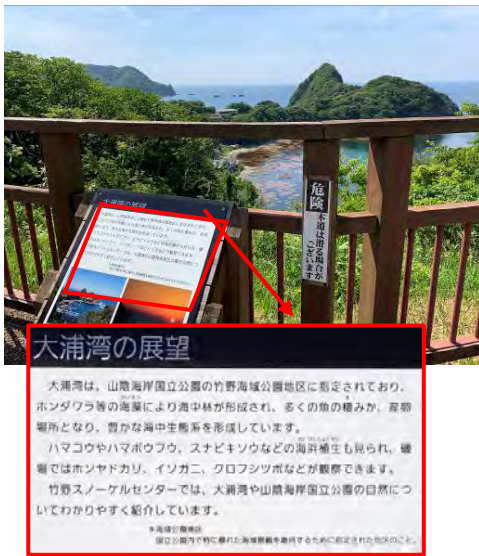 大浦湾の展望
危険
木道は滑る場合が
ございます
大浦湾の展望
大浦湾は、山陰海岸国立公園の竹野海域公園地区に指定されており、
ホンダワラ等の海藻により海中林が形成され、多くの魚の棲みか、産卵
場所となり、豊かな海中生態系を形成しています。
ハマゴウやハマボウフウ、スナビキソウなどの海浜植生も見られ、磯
場ではホンヤドカリ、イソガニ、クロフジツボなどが観察できます。
竹野スノーケルセンターでは、大浦湾や山陰海岸国立公園の自然につ
いてわかりやすく紹介しています。
海域公園地区
国立公園内で特に優れた海域景観を維持するために指定された地区のこと。